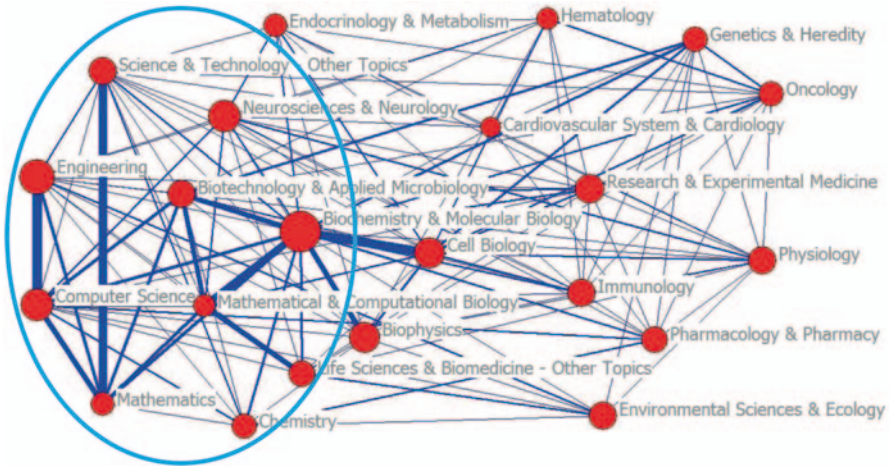 Endocrinology & Metabolism
Hematology
Genetics & Heredity
Science & Technology - Other Topics
Oncology
Neurosciences & Neurology
Cardiovascular System & Cardiology
Engineering
Biotechnology & Applied Microbiology
Research & Experimental Medicine
Biochemistry & Molecular Biology
Cell Biology
Physiology
Computer Science
Mathematical & Computational Biology
Immunology
Biophysics
Pharmacology & Pharmacy
Life Sciences & Biomedicine - Other Topics
Mathematics
Chemistry
Environmental Sciences & Ecology